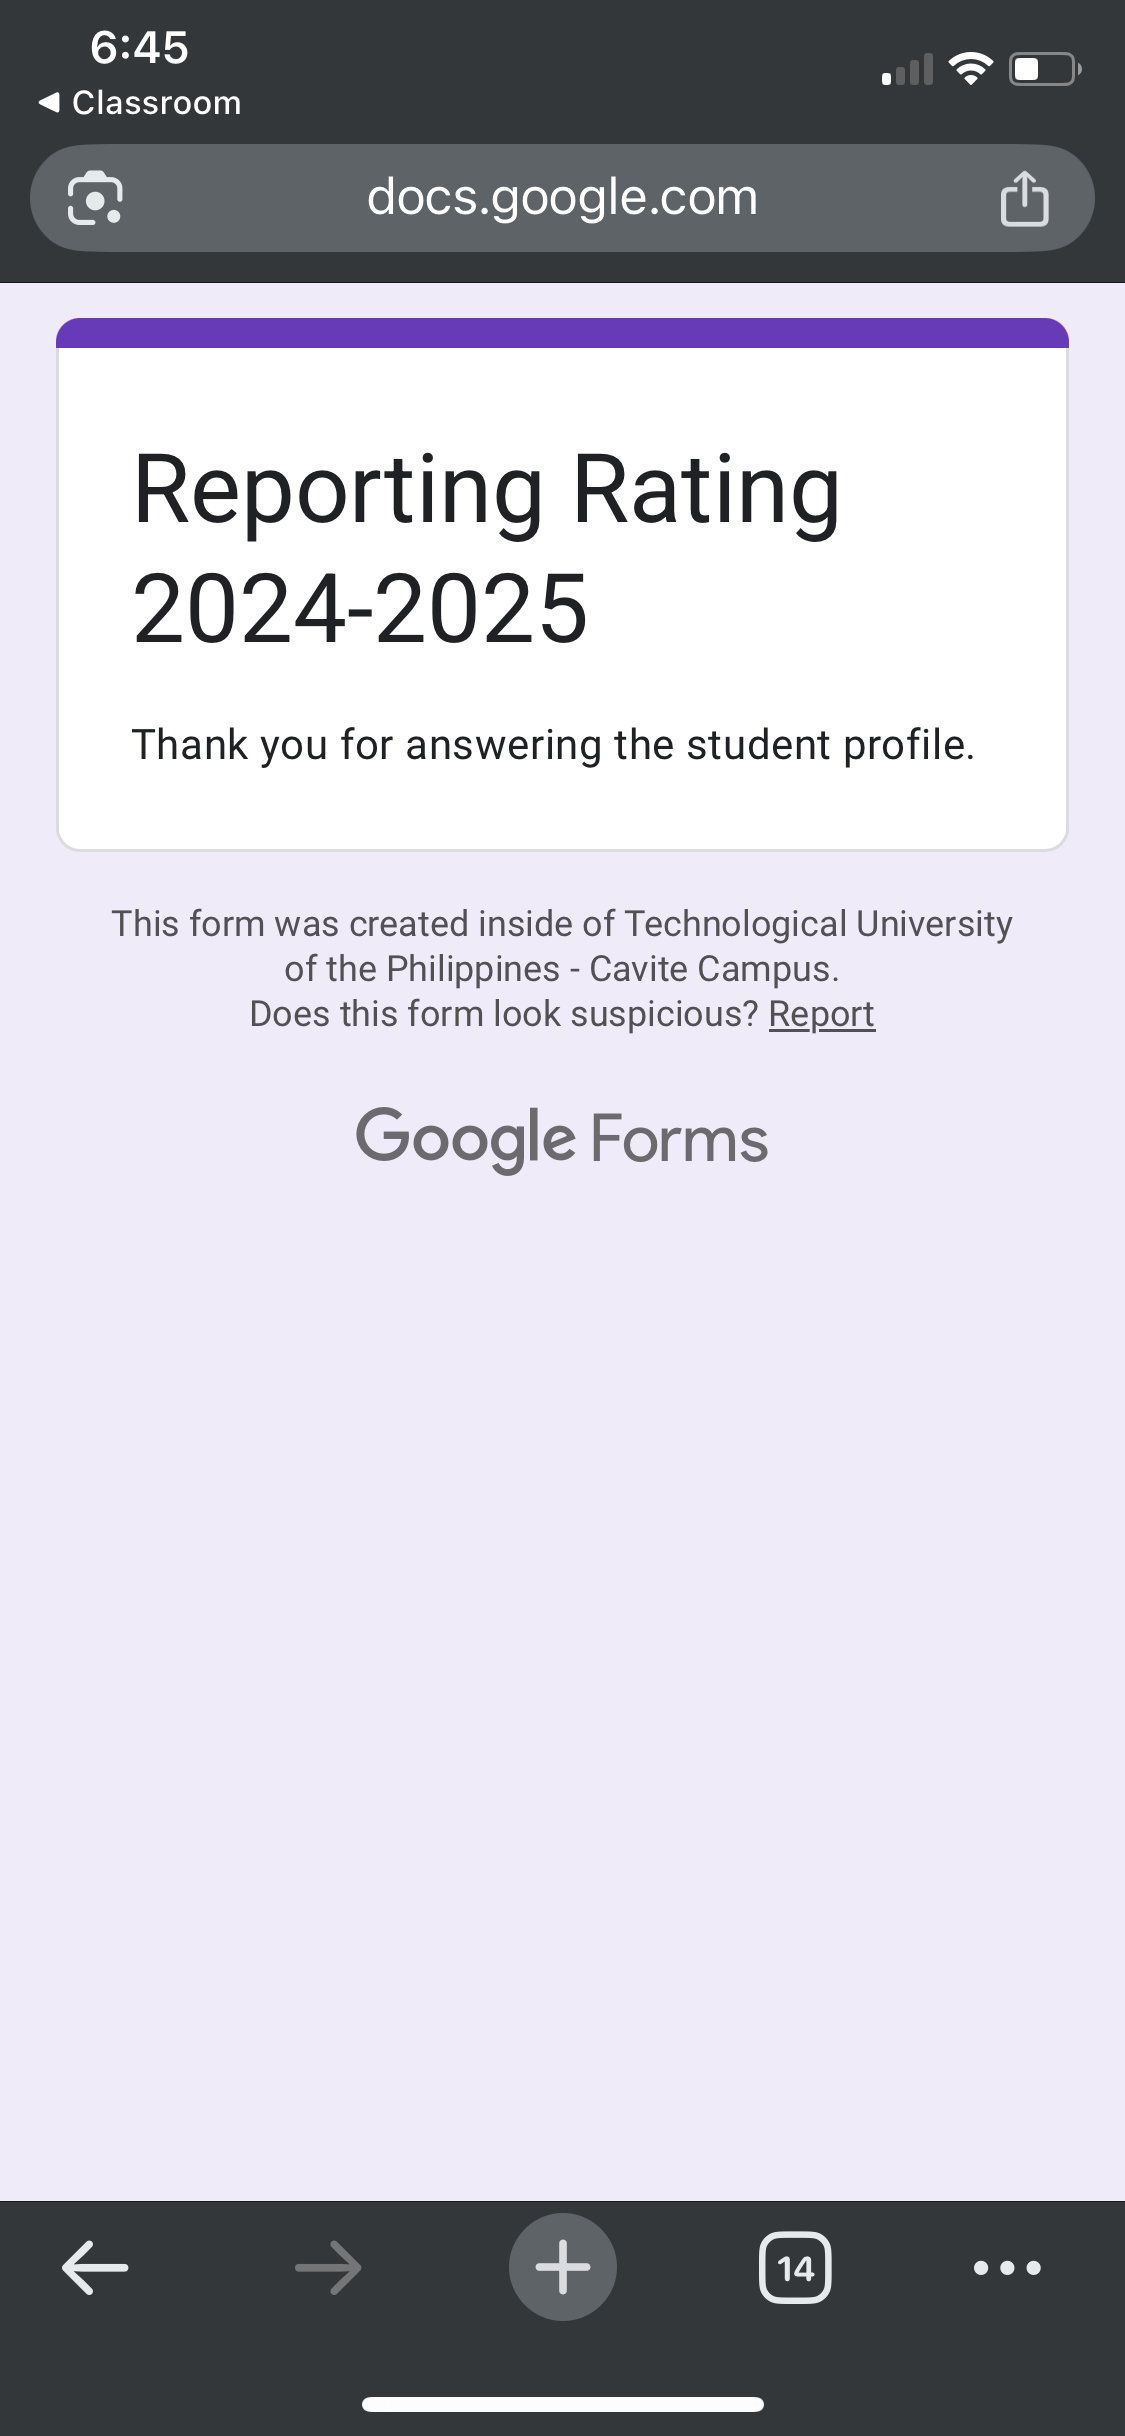 6:45
Classroom
docs.google.com
Reporting Rating
2024-2025
Thank you for answering the student profile.
This form was created inside of Technological University
of the Philippines - Cavite Campus.
Does this form look suspicious? Report
Google Forms
14